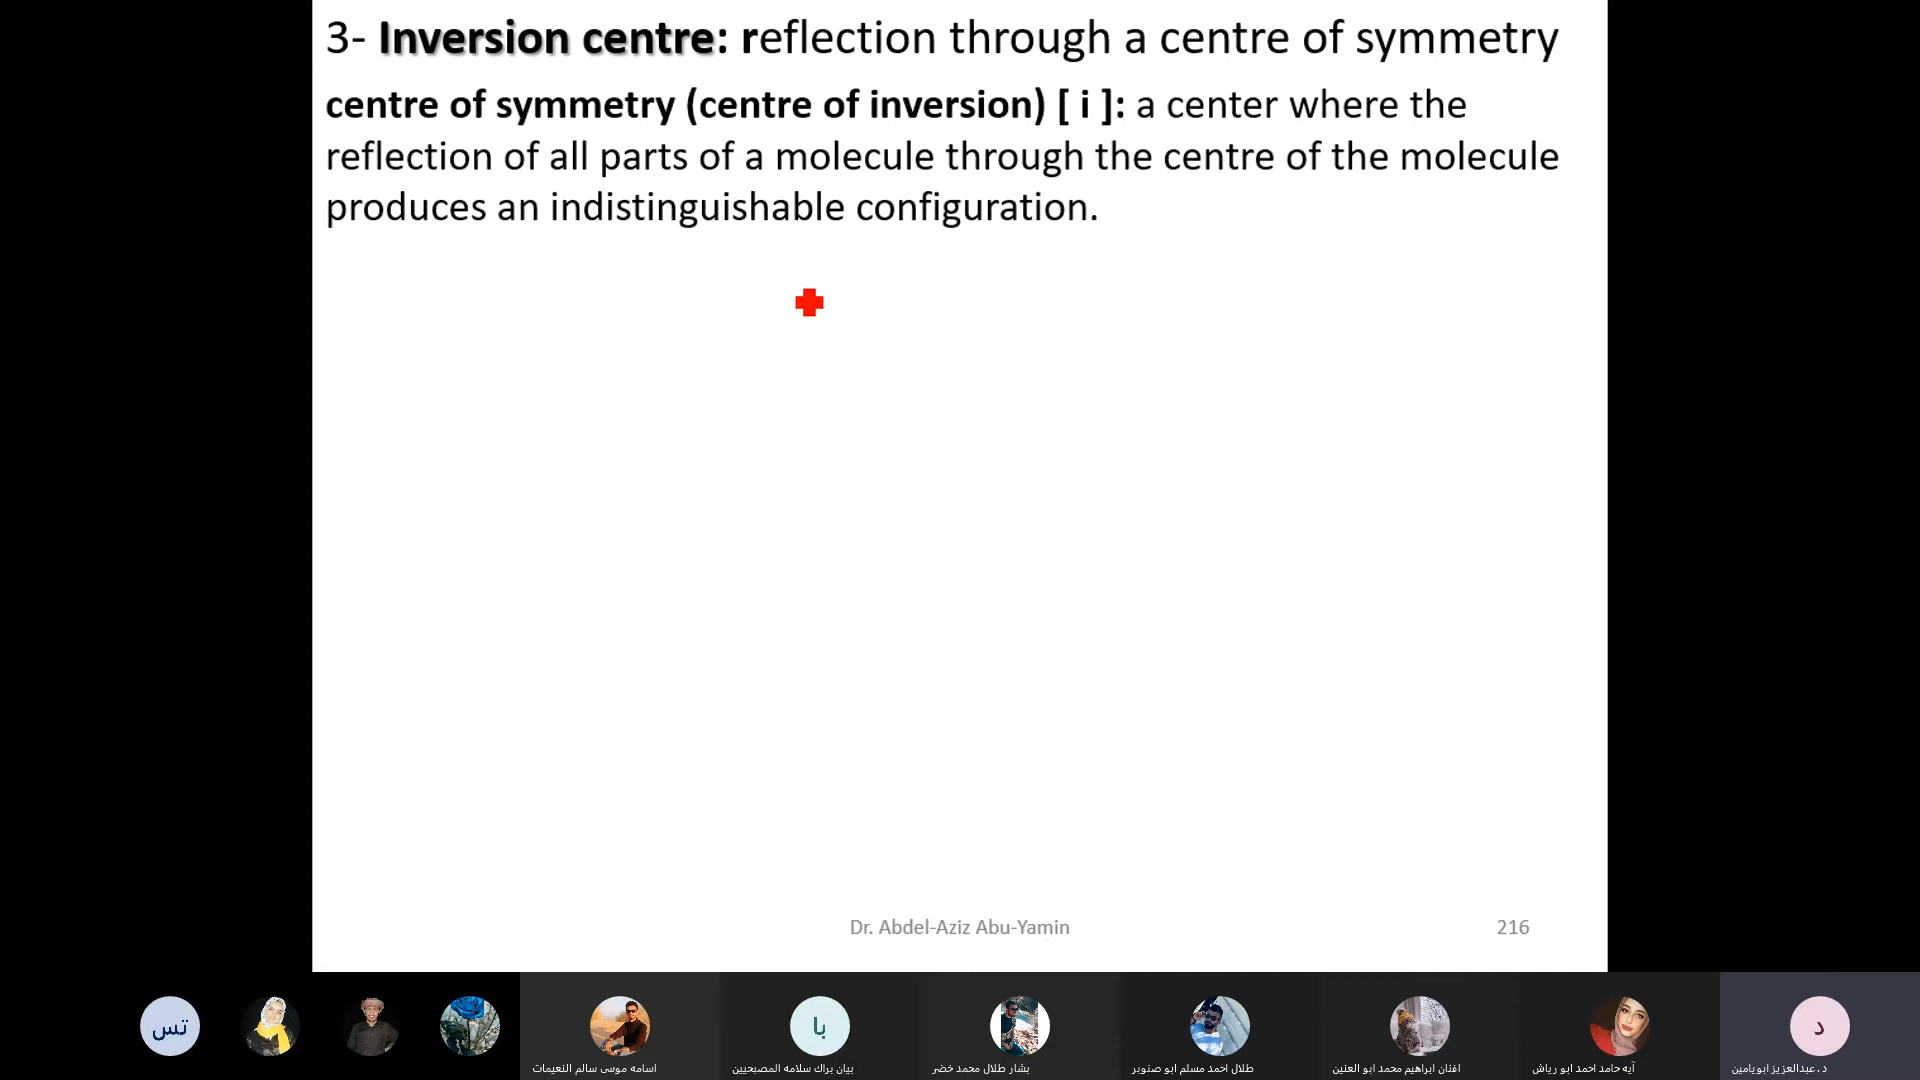 3- Inversion centre: reflection through a centre of symmetry
centre of symmetry (centre of inversion) [ i ]: a center where the
reflection of all parts of a molecule through the centre of the molecule
produces an indistinguishable configuration.
Dr. Abdel-Aziz Abu-Yamin
216
تس
با
د
اسامه موسى سالم النعيمات
بيان براك سلامه المصبحيين
بشار طلال محمد خضر
طلال احمد مسلم ابو صنوبر
افنان ابراهيم محمد ابو العنين
آيه حامد احمد ابو رياش
د.عبدالعزيز ابويامين